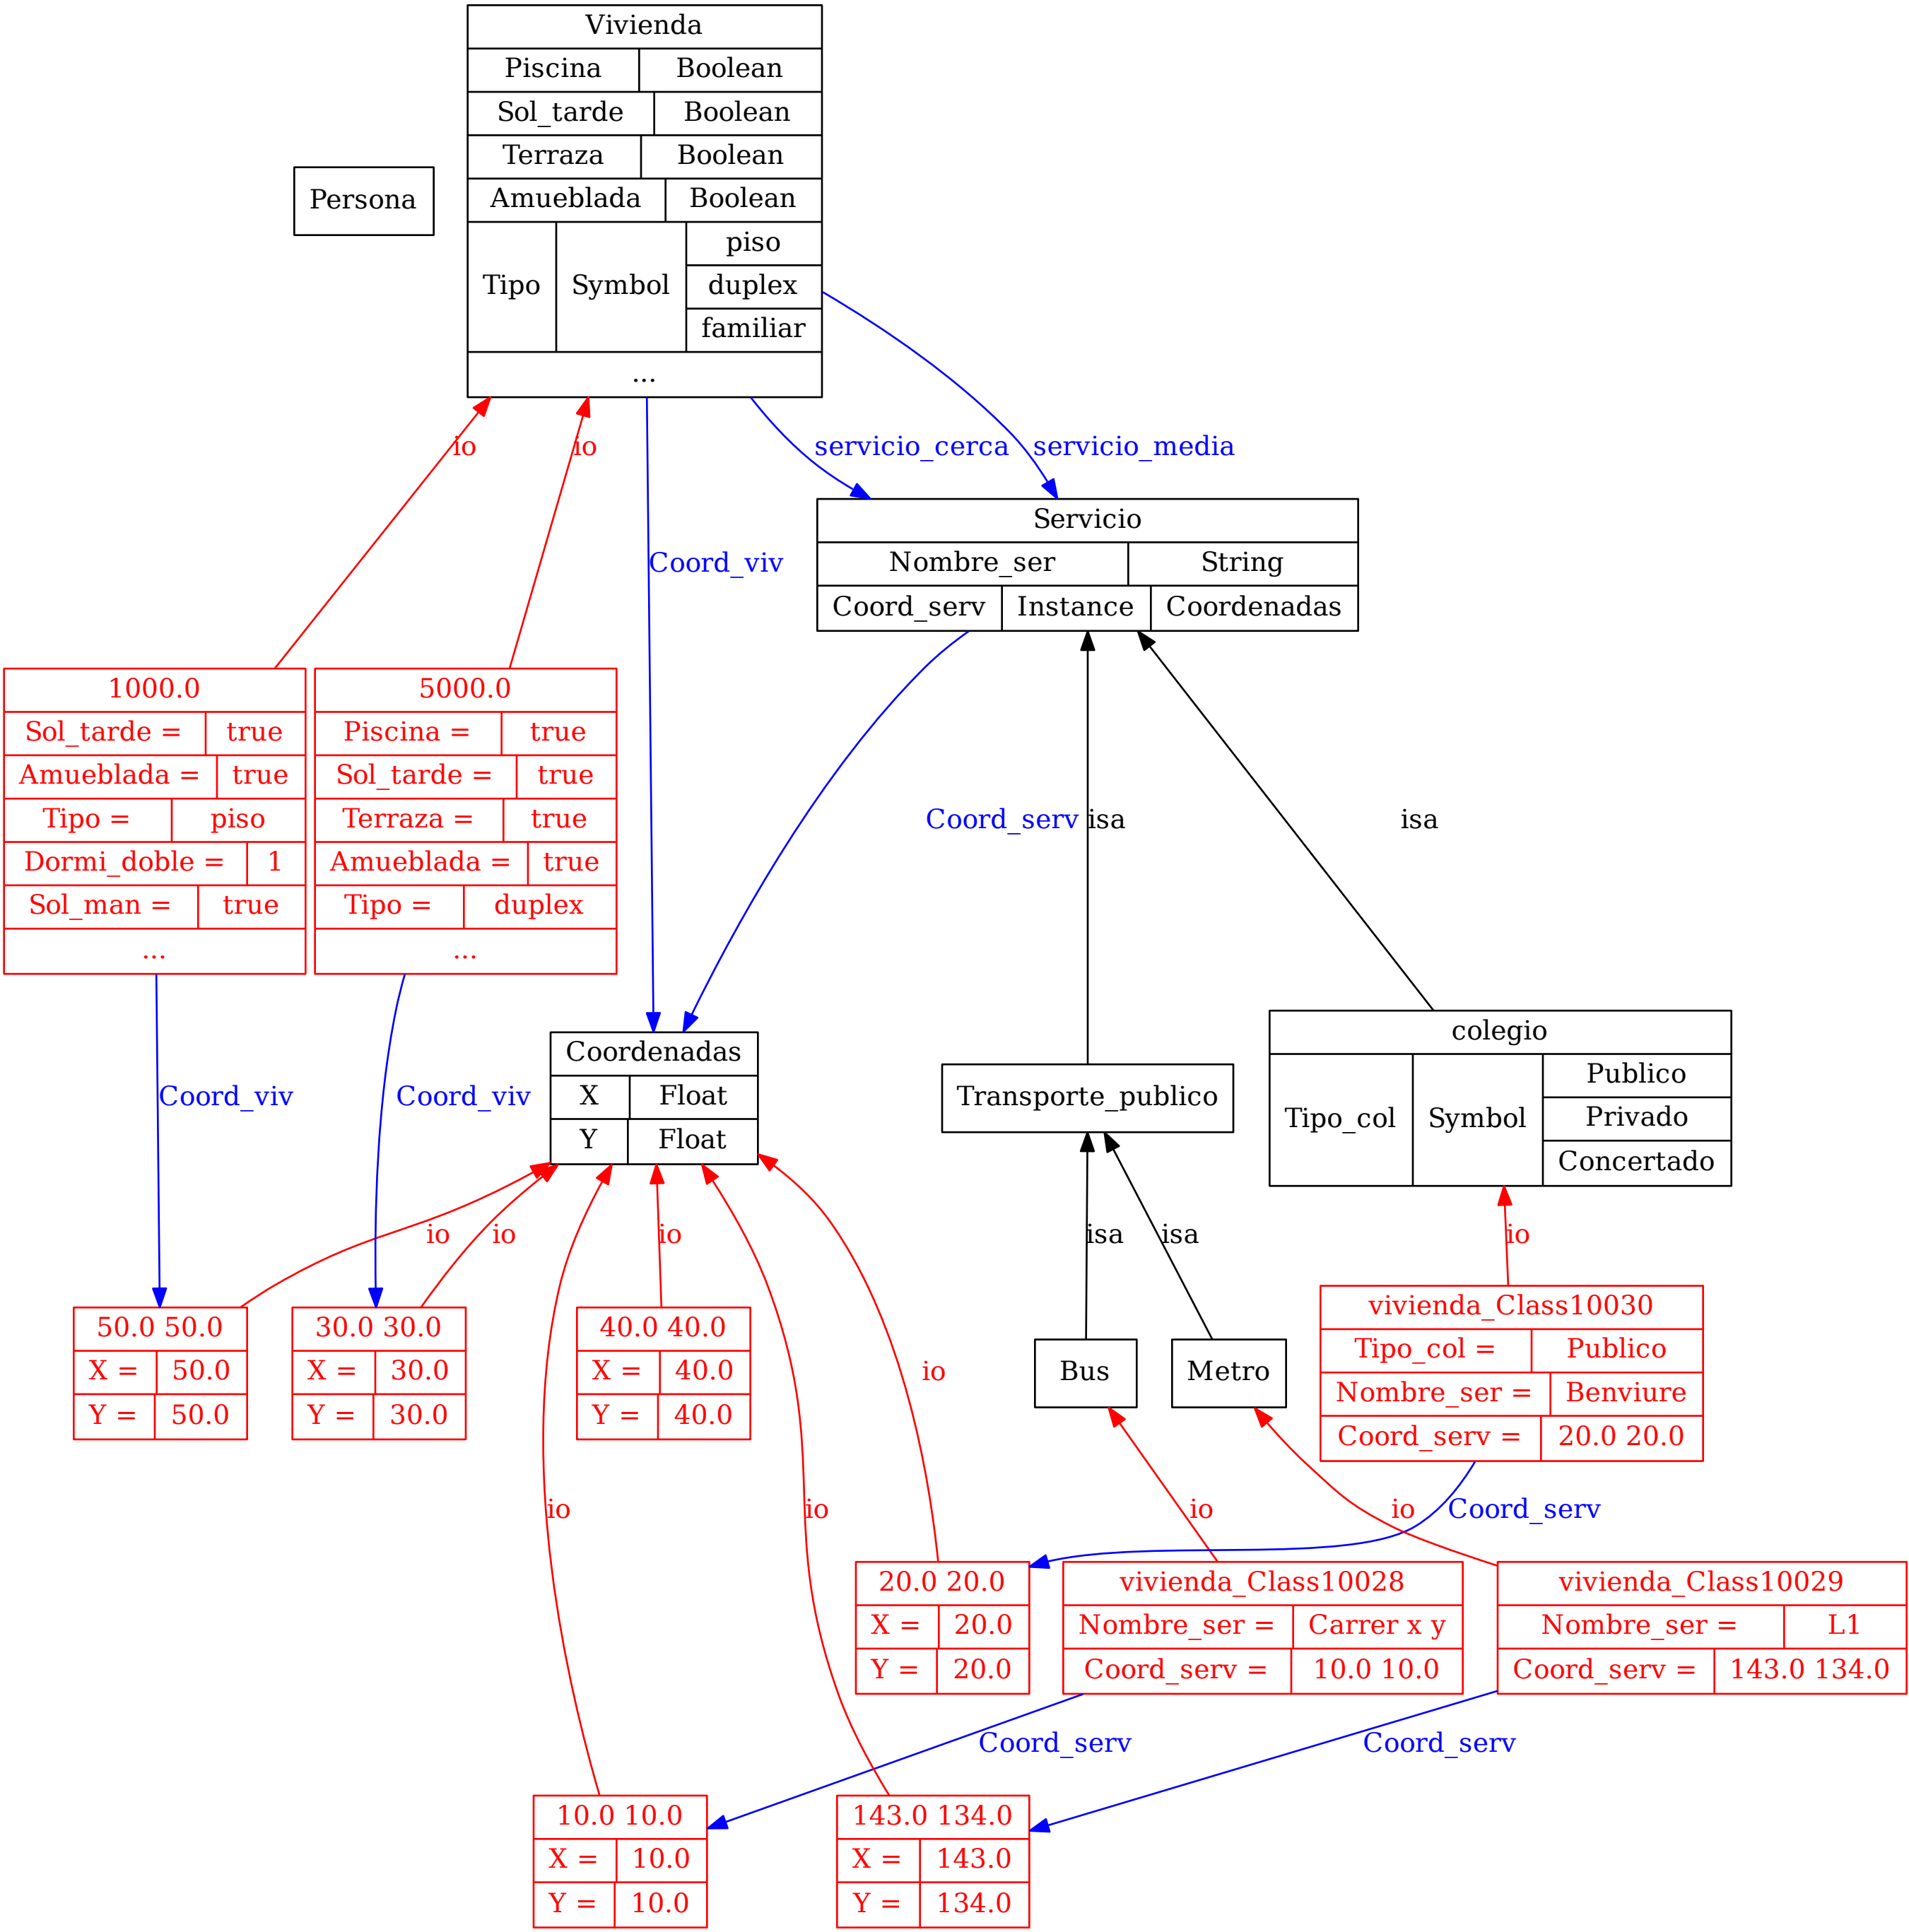 Vivienda
Piscina Boolean
Sol_tarde Boolean
Terraza Boolean
Amueblada Boolean
Tipo Symbol piso
duplex
familiar
...
Persona
io
io
servicio_cerca
servicio_media
Servicio
Nombre_ser String
Coord_serv Instance Coordenadas
Coord_viv
1000.0
Sol_tarde = true
Amueblada = true
Tipo = piso
Dormi_doble = 1
Sol_man = true
...
5000.0
Piscina = true
Sol_tarde = true
Terraza = true
Amueblada = true
Tipo = duplex
...
Coord_serv
isa
isa
Coord_viv
Coord_viv
Coordenadas
X Float
Y Float
Transporte_publico
colegio
Tipo_col Symbol Publico
Privado
Concertado
io
io
io
isa
isa
io
50.0 50.0
X = 50.0
Y = 50.0
30.0 30.0
X = 30.0
Y = 30.0
40.0 40.0
X = 40.0
Y = 40.0
io
Bus
Metro
vivienda_Class10030
Tipo_col = Publico
Nombre_ser = Benviure
Coord_serv = 20.0 20.0
io
io
io
io
Coord_serv
20.0 20.0
X = 20.0
Y = 20.0
vivienda_Class10028
Nombre_ser = Carrer x y
Coord_serv = 10.0 10.0
vivienda_Class10029
Nombre_ser = L1
Coord_serv = 143.0 134.0
Coord_serv
Coord_serv
10.0 10.0
X = 10.0
Y = 10.0
143.0 134.0
X = 143.0
Y = 134.0